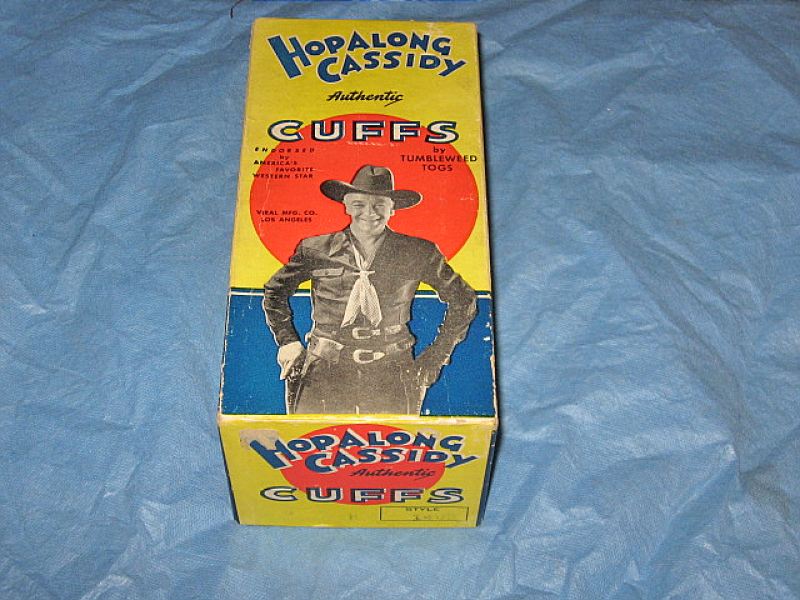 HOPALONG
CASSIDY
Authentic
CUFFS
ENDORSED
by
AMERICA'S
FAVORITE
WESTERN STAR
by
TUMBLEWEED
TOGS
VIRAL MFG. CO.
LOS ANGELES
HOPALONG
CASSIDY
Authentic
CUFFS
STYLE